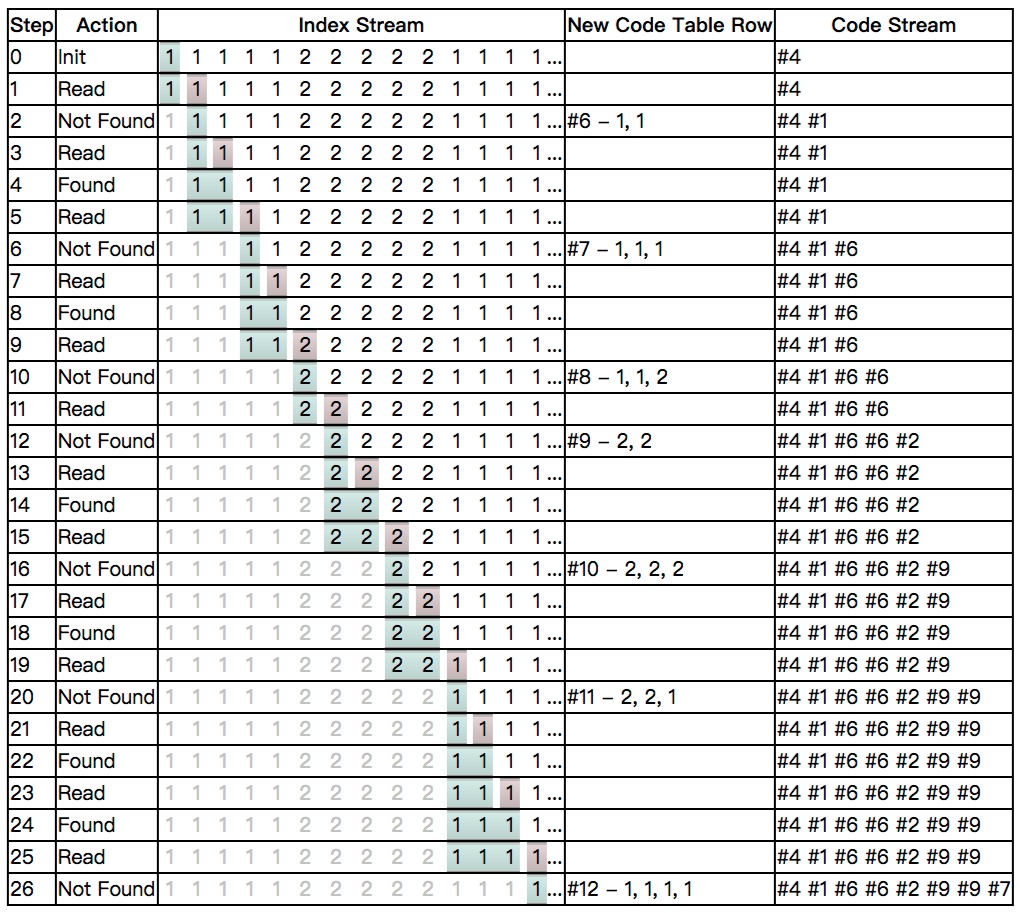 Step Action Index Stream New Code Table Row Code Stream
0 Init 1 1 1 1 1 2 2 2 2 2 1 1 1 1... #4
1 Read 1 1 1 1 1 2 2 2 2 2 1 1 1 1... #4
2 Not Found 1 1 1 1 1 2 2 2 2 2 1 1 1 1... #6 – 1, 1 #4 #1
3 Read 1 1 1 1 1 2 2 2 2 2 1 1 1 1... #4 #1
4 Found 1 1 1 1 1 2 2 2 2 2 1 1 1 1... #4 #1
5 Read 1 1 1 1 1 2 2 2 2 2 1 1 1 1... #4 #1
6 Not Found 1 1 1 1 1 2 2 2 2 2 1 1 1 1... #7 – 1, 1, 1 #4 #1 #6
7 Read 1 1 1 1 1 2 2 2 2 2 1 1 1 1... #4 #1 #6
8 Found 1 1 1 1 1 2 2 2 2 2 1 1 1 1... #4 #1 #6
9 Read 1 1 1 1 1 2 2 2 2 2 1 1 1 1... #4 #1 #6
10 Not Found 1 1 1 1 1 2 2 2 2 2 1 1 1 1... #8 – 1, 1, 2 #4 #1 #6 #6
11 Read 1 1 1 1 1 2 2 2 2 2 1 1 1 1... #4 #1 #6 #6
12 Not Found 1 1 1 1 1 2 2 2 2 2 1 1 1 1... #9 – 2, 2 #4 #1 #6 #6 #2
13 Read 1 1 1 1 1 2 2 2 2 2 1 1 1 1... #4 #1 #6 #6 #2
14 Found 1 1 1 1 1 2 2 2 2 2 1 1 1 1... #4 #1 #6 #6 #2
15 Read 1 1 1 1 1 2 2 2 2 2 1 1 1 1... #4 #1 #6 #6 #2
16 Not Found 1 1 1 1 1 2 2 2 2 2 1 1 1 1... #10 – 2, 2, 2 #4 #1 #6 #6 #2 #9
17 Read 1 1 1 1 1 2 2 2 2 2 1 1 1 1... #4 #1 #6 #6 #2 #9
18 Found 1 1 1 1 1 2 2 2 2 2 1 1 1 1... #4 #1 #6 #6 #2 #9
19 Read 1 1 1 1 1 2 2 2 2 2 1 1 1 1... #4 #1 #6 #6 #2 #9
20 Not Found 1 1 1 1 1 2 2 2 2 2 1 1 1 1... #11 – 2, 2, 1 #4 #1 #6 #6 #2 #9 #9
21 Read 1 1 1 1 1 2 2 2 2 2 1 1 1 1... #4 #1 #6 #6 #2 #9 #9
22 Found 1 1 1 1 1 2 2 2 2 2 1 1 1 1... #4 #1 #6 #6 #2 #9 #9
23 Read 1 1 1 1 1 2 2 2 2 2 1 1 1 1... #4 #1 #6 #6 #2 #9 #9
24 Found 1 1 1 1 1 2 2 2 2 2 1 1 1 1... #4 #1 #6 #6 #2 #9 #9
25 Read 1 1 1 1 1 2 2 2 2 2 1 1 1 1... #4 #1 #6 #6 #2 #9 #9
26 Not Found 1 1 1 1 1 2 2 2 2 2 1 1 1 1... #12 – 1, 1, 1, 1 #4 #1 #6 #6 #2 #9 #9 #7